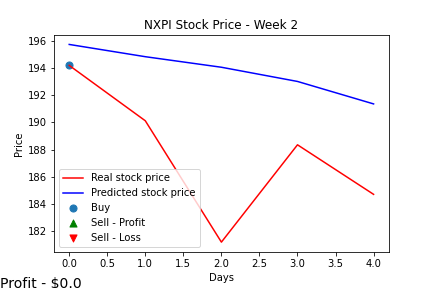 NXPI Stock Price - Week 2
196
194
192
190
188
186
184
182
Price
Real stock price
Predicted stock price
Buy
Sell - Profit
Sell - Loss
0.0 0.5 1.0 1.5 2.0 2.5 3.0 3.5 4.0
Days
Profit - $0.0